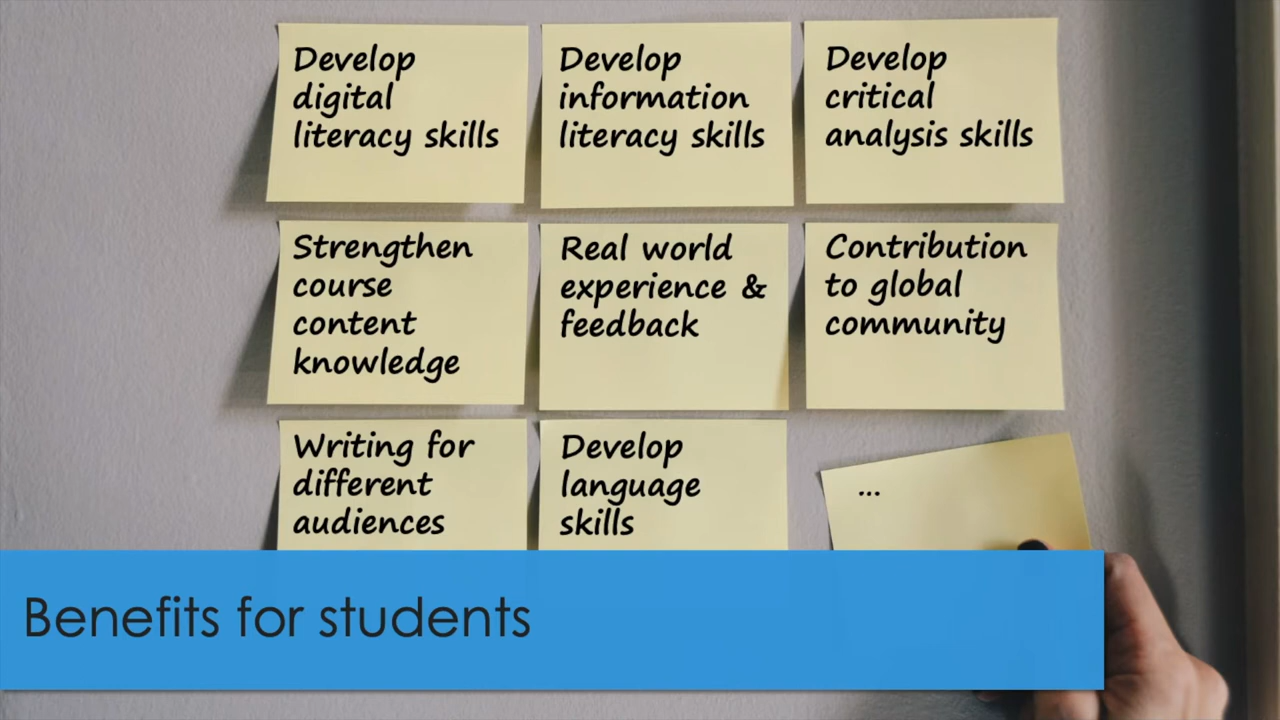 Develop
digital
literacy skills
Develop
information
literacy skills
Develop
critical
analysis skills
Strengthen
course
content
knowledge
Real world
experience &
feedback
Contribution
to global
community
Writing for
different
audiences
Develop
language
skills
...
Benefits for students